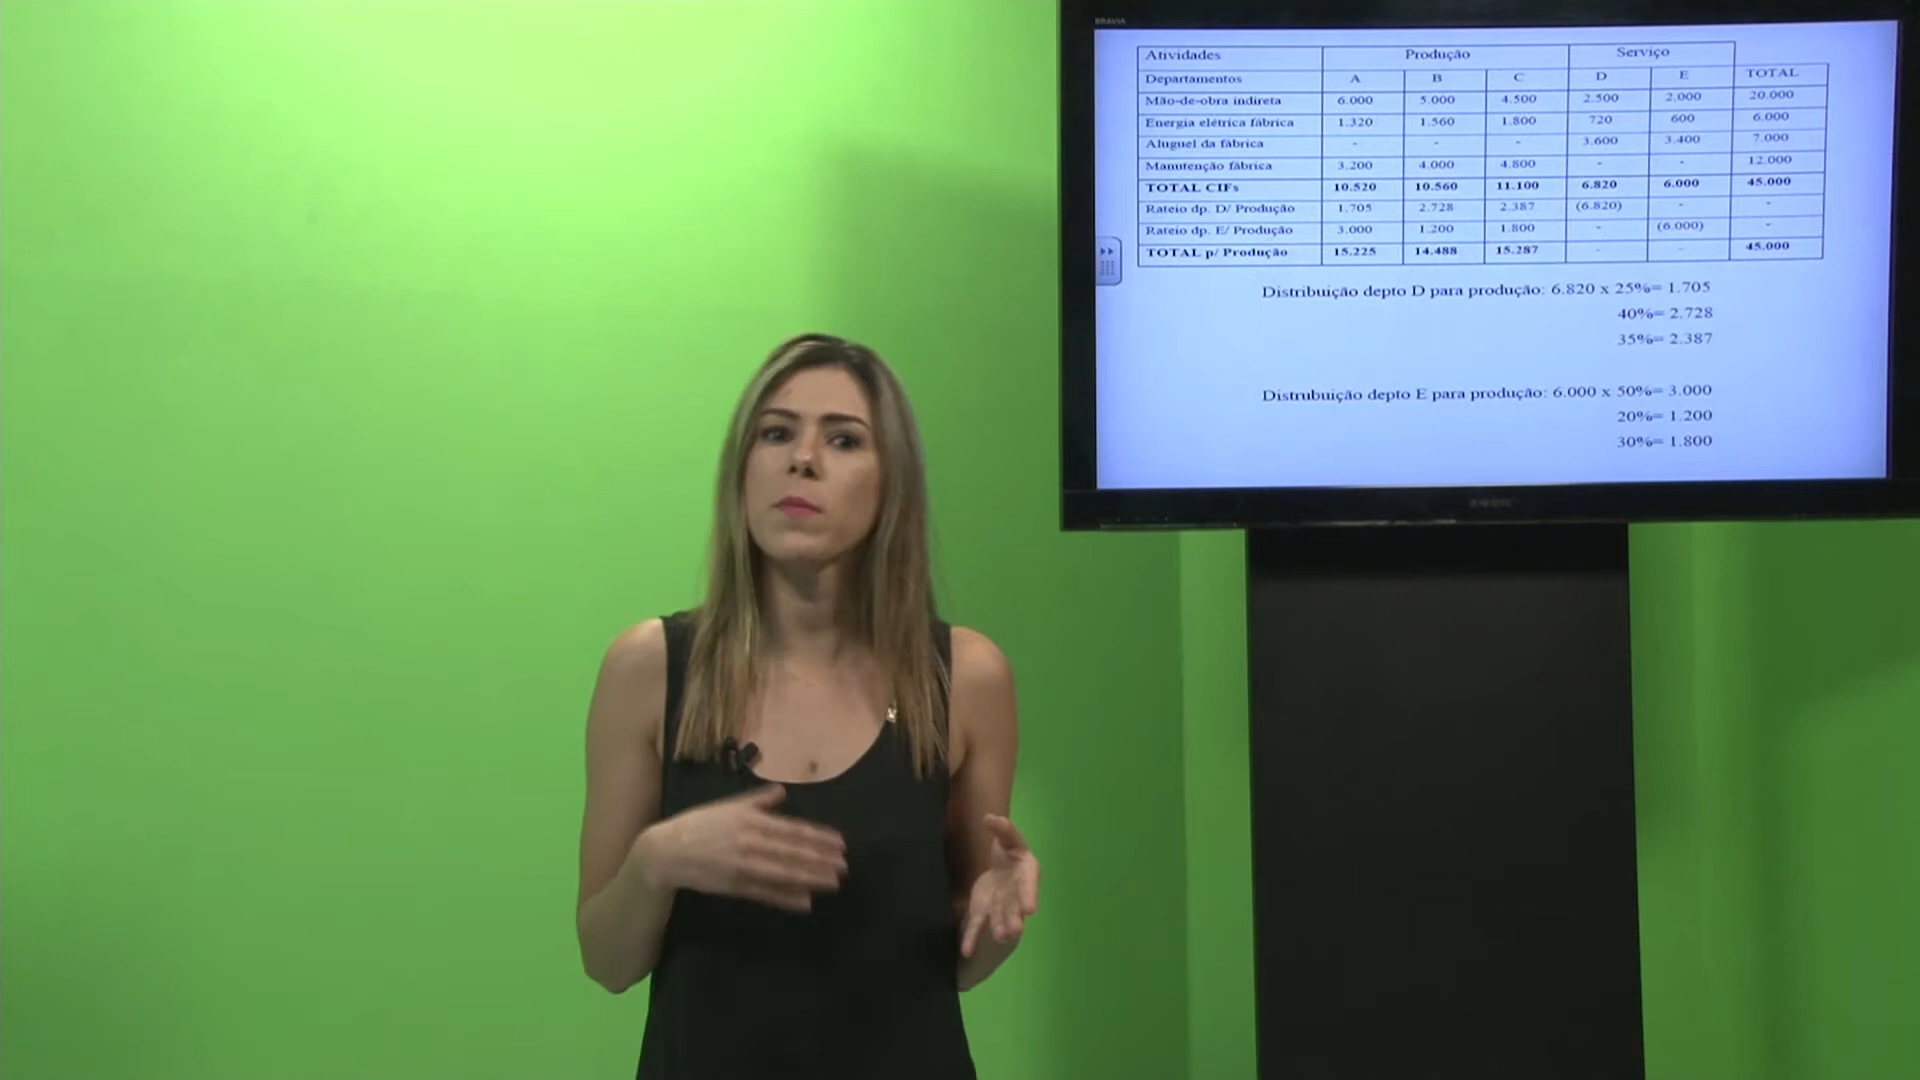 BRAVIA
Atividades Produção Serviço
Departamentos A B C D E TOTAL
Mão-de-obra indireta 6.000 5.000 4.500 2.500 2.000 20.000
Energia elétrica fábrica 1.320 1.560 1.800 720 600 6.000
Aluguel da fábrica - - - 3.600 3.400 7.000
Manutenção fábrica 3.200 4.000 4.800 - - 12.000
TOTAL CIFs 10.520 10.560 11.100 6.820 6.000 45.000
Rateio dp. D/ Produção 1.705 2.728 2.387 (6.820) - -
Rateio dp. E/ Produção 3.000 1.200 1.800 - (6.000) -
TOTAL p/ Produção 15.225 14.488 15.287 - - 45.000
Distribuição depto D para produção: 6.820 x 25%= 1.705
40%= 2.728
35%= 2.387
Distrubuição depto E para produção: 6.000 x 50%= 3.000
20%= 1.200
30%= 1.800